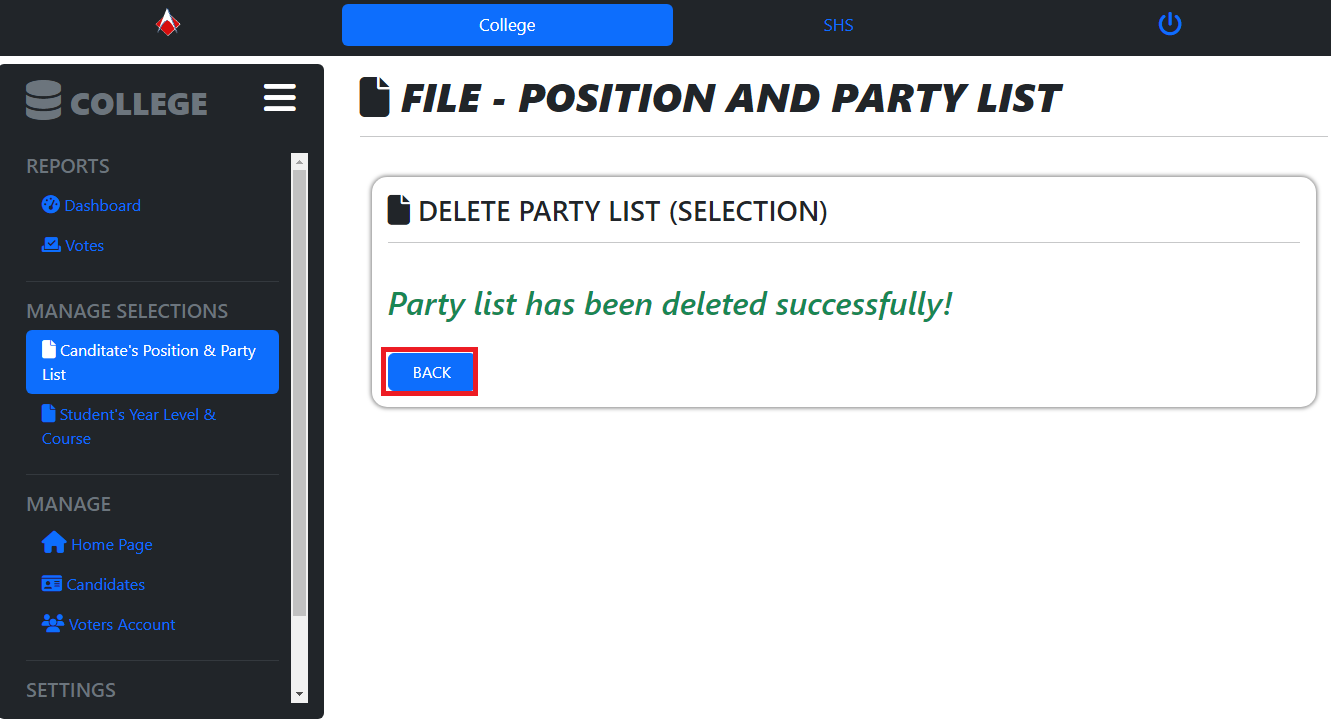 College
SHS
COLLEGE
REPORTS
Dashboard
Votes
MANAGE SELECTIONS
Canditate's Position & Party
List
Student's Year Level &
Course
MANAGE
Home Page
Candidates
Voters Account
SETTINGS
FILE - POSITION AND PARTY LIST
DELETE PARTY LIST (SELECTION)
Party list has been deleted successfully!
BACK